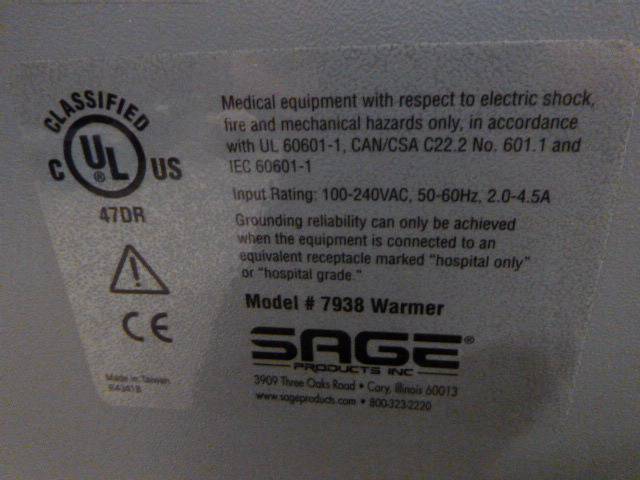 CLASSIFIED
C UL US
®
47DR
CE
Made in Taiwan
Medical equipment with respect to electric shock,
fire and mechanical hazards only, in accordance
with UL 60601-1, CAN/CSA C22.2 No. 601.1 and
IEC 60601-1
Input Rating: 100-240VAC, 50-60Hz, 2.0-4.5A
Grounding reliability can only be achieved
when the equipment is connected to an
equivalent receptacle marked "hospital only"
or "hospital grade."
Model # 7938 Warmer
SAGE®
PRODUCTS INC
3909 Three Oaks Road • Cary, Illinois 60013
www.sageproducts.com • 800-323-2220